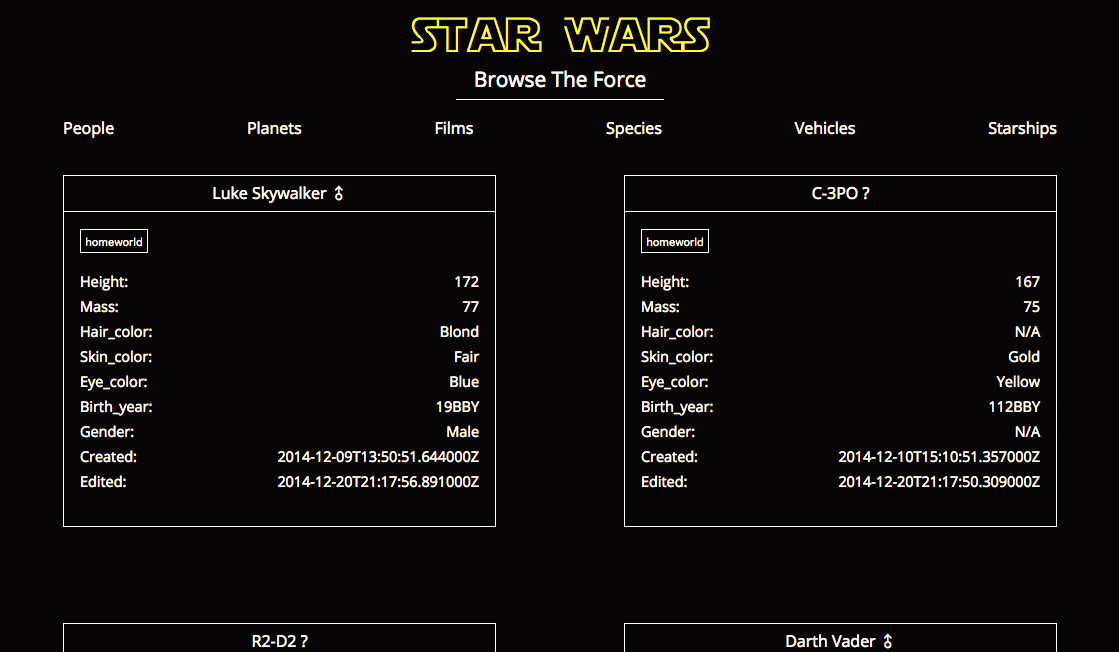 STAR WARS
Browse The Force
People Planets Films Species Vehicles Starships
Luke Skywalker ⚦
homeworld
Height: 172
Mass: 77
Hair_color: Blond
Skin_color: Fair
Eye_color: Blue
Birth_year: 19BBY
Gender: Male
Created: 2014-12-09T13:50:51.644000Z
Edited: 2014-12-20T21:17:56.891000Z
C-3PO ?
homeworld
Height: 167
Mass: 75
Hair_color: N/A
Skin_color: Gold
Eye_color: Yellow
Birth_year: 112BBY
Gender: N/A
Created: 2014-12-10T15:10:51.357000Z
Edited: 2014-12-20T21:17:50.309000Z
R2-D2 ?
Darth Vader ⚦